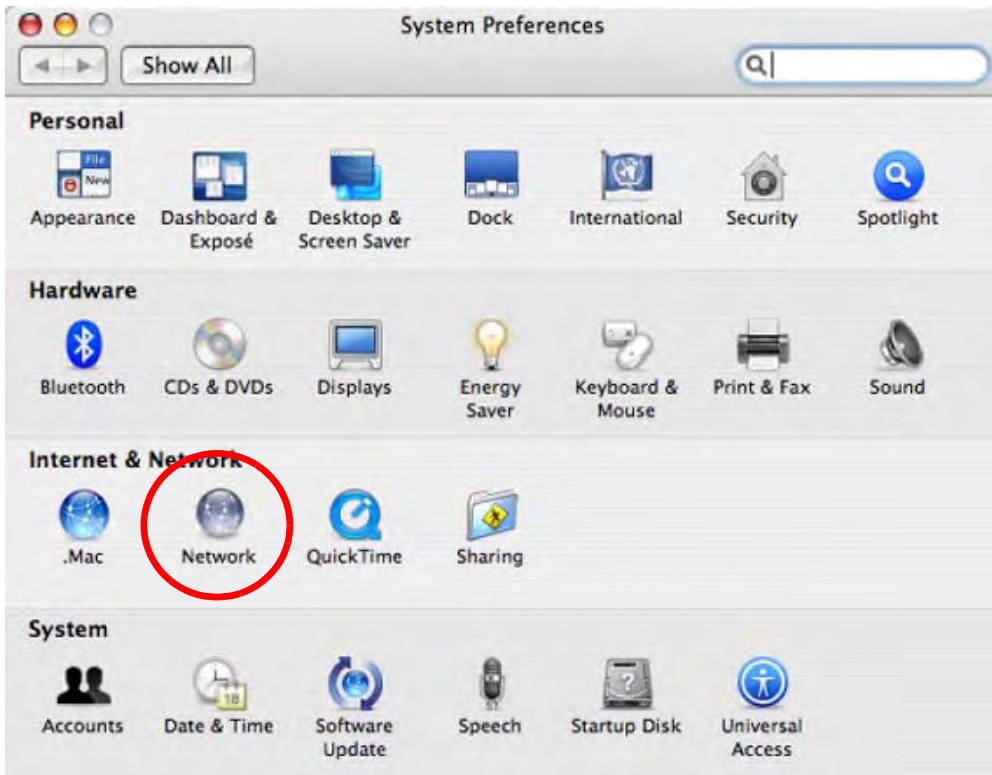 System Preferences
Show All
Personal
File
New
Appearance
Dashboard &
Exposé
Desktop &
Screen Saver
Dock
International
Security
Spotlight
Hardware
Bluetooth
CDs & DVDs
Displays
Energy
Saver
Keyboard &
Mouse
Print & Fax
Sound
Internet & Network
.Mac
Network
QuickTime
Sharing
System
18
?
Accounts
Date & Time
Software
Update
Speech
Startup Disk
Universal
Access